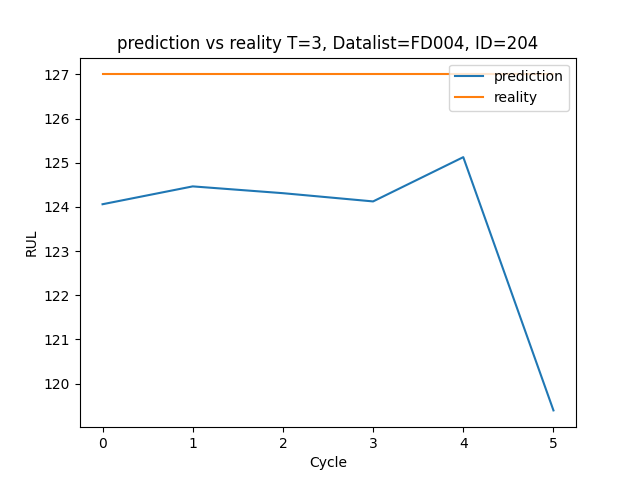 prediction vs reality T=3, Datalist=FD004, ID=204
127
126
125
124
123
122
121
120
RUL
prediction
reality
0 1 2 3 4 5
Cycle